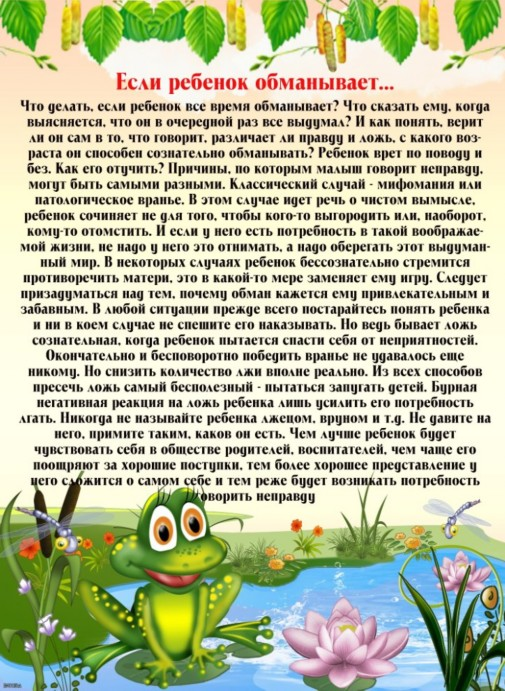 Если ребенок обманывает...
Что делать, если ребенок все время обманывает? Что сказать ему, когда
выясняется, что он в очередной раз все выдумал? И как понять, верит
ли он сам в то, что говорит, различает ли правду и ложь, с какого воз-
раста он способен сознательно обманывать? Ребенок врет по поводу и
без. Как его отучить? Причины, по которым малыш говорит неправду,
могут быть самыми разными. Классический случай - мифомания или
патологическое вранье. В этом случае идет речь о чистом вымысле,
ребенок сочиняет не для того, чтобы кого-то выгородить или, наоборот,
кому-то отомстить. И если у него есть потребность в такой воображае-
мой жизни, не надо у него это отнимать, а надо оберегать этот выдуман-
ный мир. В некоторых случаях ребенок бессознательно стремится
противоречить матери, это в какой-то мере заменяет ему игру. Следует
призадуматься над тем, почему обман кажется ему привлекательным и
забавным. В любой ситуации прежде всего постарайтесь понять ребенка
и ни в коем случае не спешите его наказывать. Но ведь бывает ложь
сознательная, когда ребенок пытается спасти себя от неприятностей.
Окончательно и бесповоротно победить вранье не удавалось еще
никому. Но снизить количество лжи вполне реально. Из всех способов
пресечь ложь самый бесполезный - пытаться запугать детей. Бурная
негативная реакция на ложь ребенка лишь усилить его потребность
лгать. Никогда не называйте ребенка лжецом, вруном и т.д. Не давите на
него, примите таким, каков он есть. Чем лучше ребенок будет
чувствовать себя в обществе родителей, воспитателей, чем чаще его
поощряют за хорошие поступки, тем более хорошее представление у
него сложится о самом себе и тем реже будет возникать потребность
говорить неправду